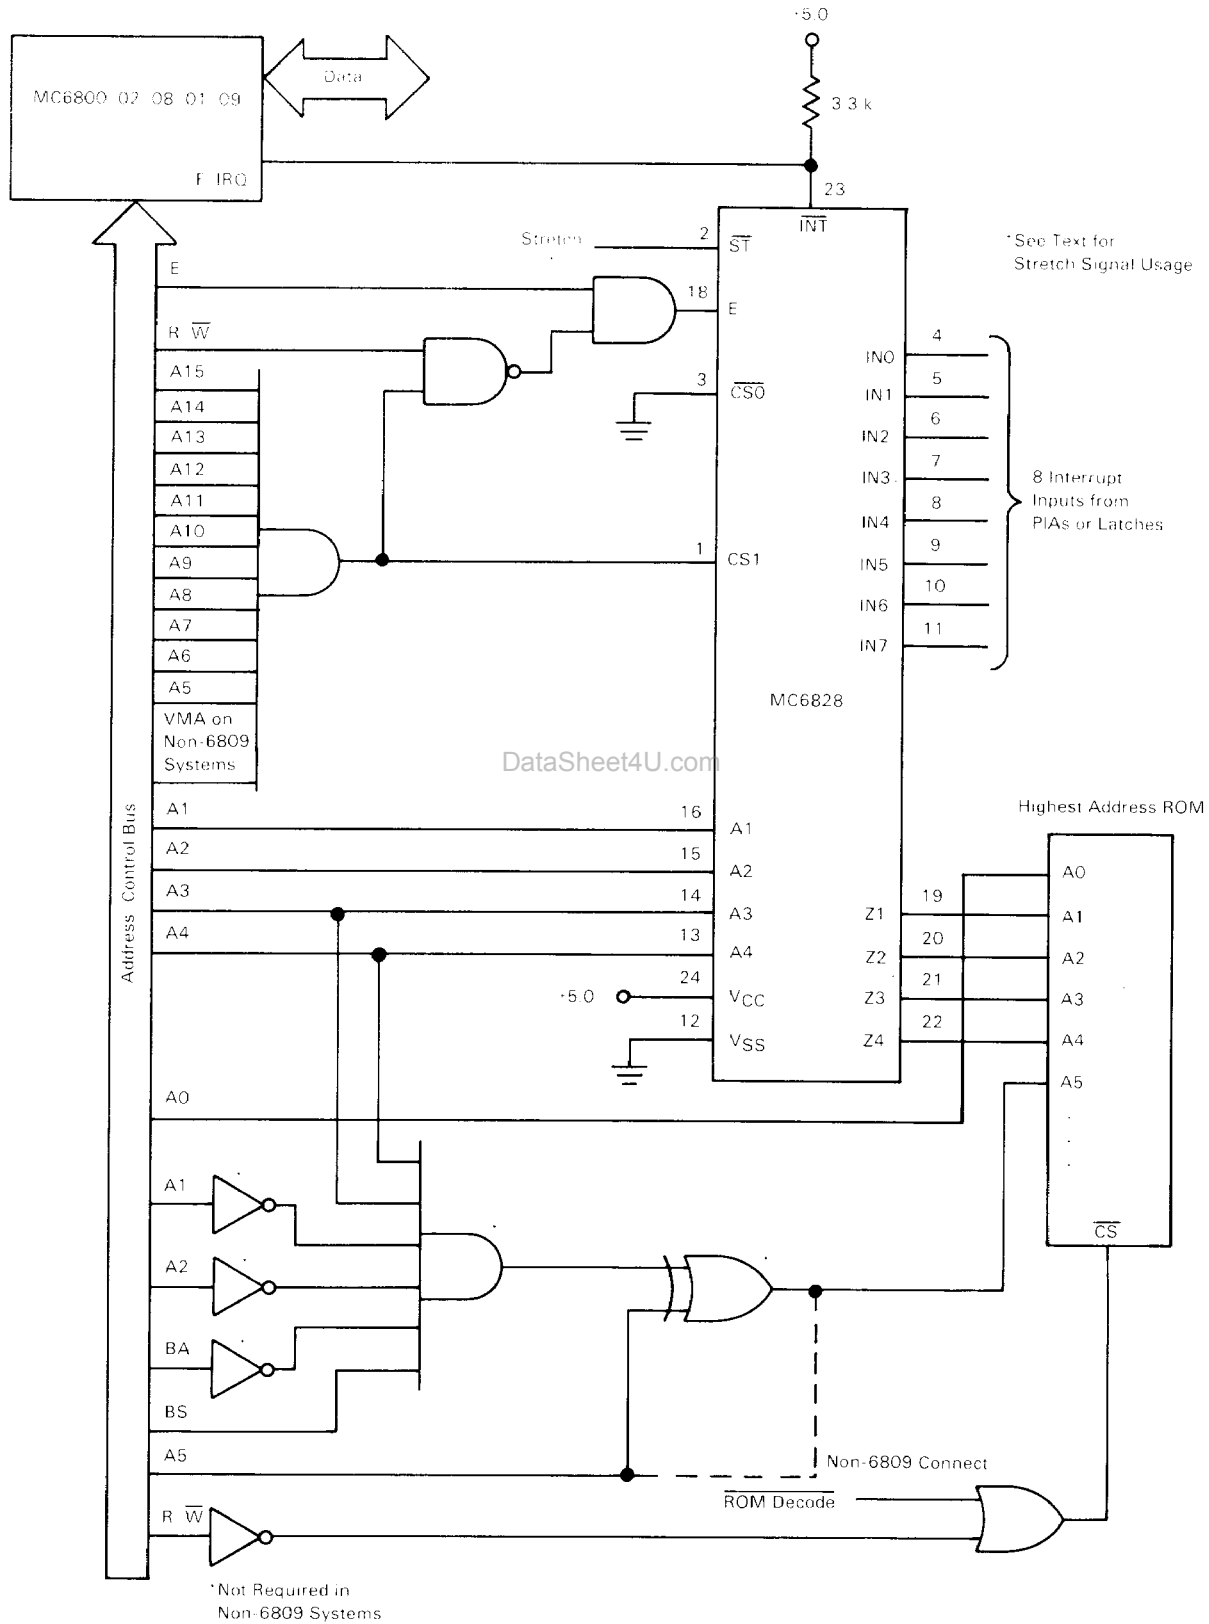 +5.0
MC6800 02 08 01 09
Data
3.3 k
F IRQ
23
INT
Stretch
2
ST
*See Text for
Stretch Signal Usage
E
18
E
R W
4
IN0
A15
3
CS0
5
IN1
A14
6
IN2
A13
7
IN3
A12
8
IN4
A11
8 Interrupt
Inputs from
PIAs or Latches
A10
9
IN5
A9
1
CS1
10
IN6
A8
11
IN7
A7
A6
A5
MC6828
VMA on
Non-6809
Systems
DataSheet4U.com
Highest Address ROM
Address Control Bus
A1
16
A1
A2
15
A2
A0
A3
14
A3
Z1
19
A1
A4
13
A4
Z2
20
A2
+5.0
24
VCC
Z3
21
A3
12
VSS
Z4
22
A4
A5
A0
A1
CS
A2
BA
BS
A5
Non-6809 Connect
ROM Decode
R W
*Not Required in
Non-6809 Systems